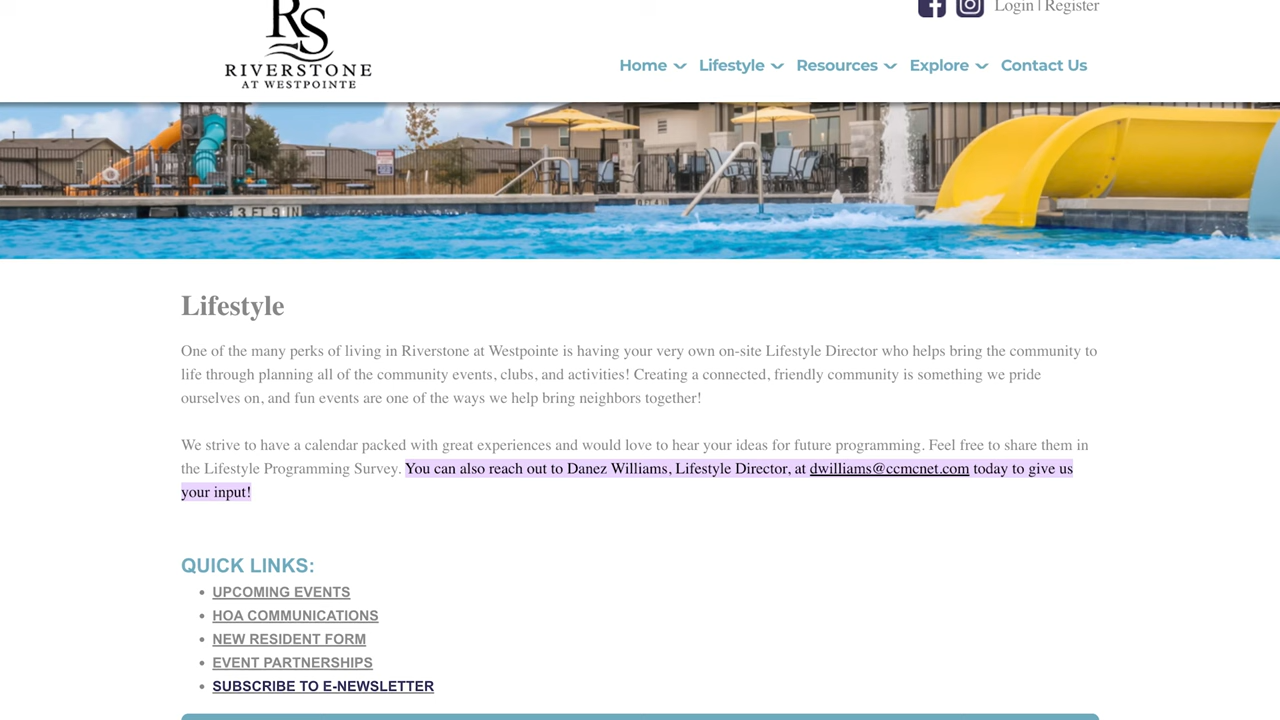 RS
RIVERSTONE
AT WESTPOINTE
Login | Register
Home Lifestyle Resources Explore Contact Us
3 FT 9 IN
Lifestyle
One of the many perks of living in Riverstone at Westpointe is having your very own on-site Lifestyle Director who helps bring the community to
life through planning all of the community events, clubs, and activities! Creating a connected, friendly community is something we pride
ourselves on, and fun events are one of the ways we help bring neighbors together!
We strive to have a calendar packed with great experiences and would love to hear your ideas for future programming. Feel free to share them in
the Lifestyle Programming Survey. You can also reach out to Danez Williams, Lifestyle Director, at dwilliams@ccmcnet.com today to give us
your input!
QUICK LINKS:
UPCOMING EVENTS
HOA COMMUNICATIONS
NEW RESIDENT FORM
EVENT PARTNERSHIPS
SUBSCRIBE TO E-NEWSLETTER